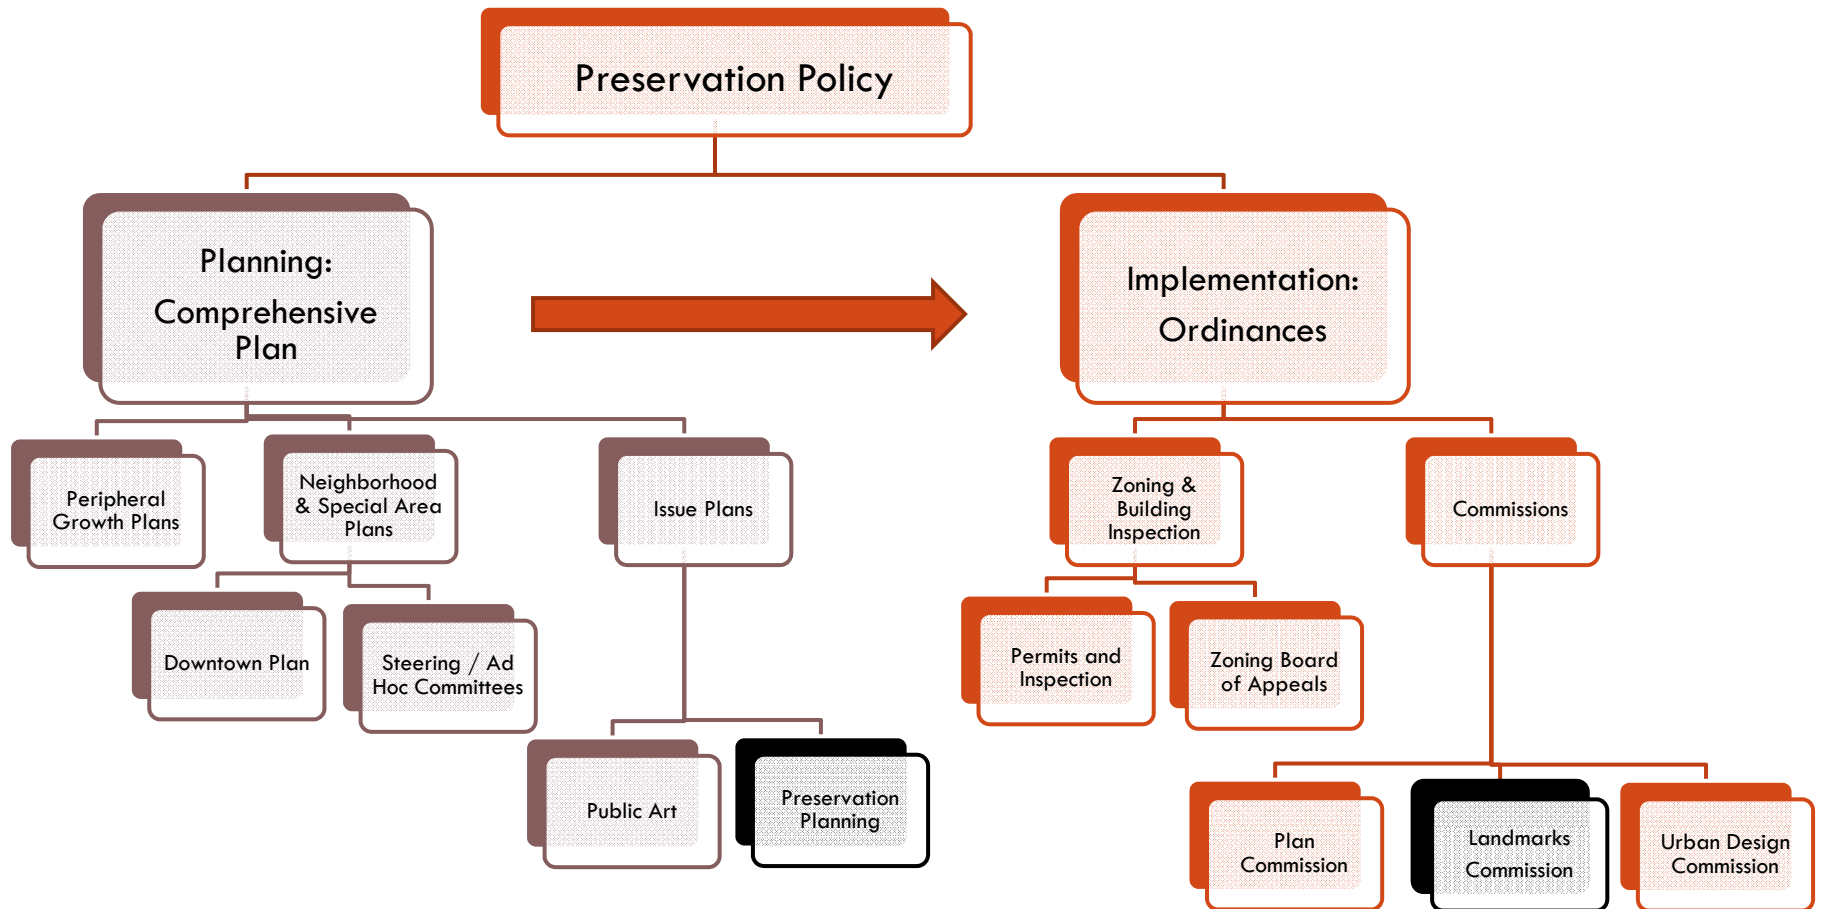 Preservation Policy
Planning:
Comprehensive
Plan
Implementation:
Ordinances
Peripheral
Growth Plans
Neighborhood
& Special Area
Plans
Issue Plans
Zoning &
Building
Inspection
Commissions
Downtown Plan
Steering / Ad
Hoc Committees
Permits and
Inspection
Zoning Board
of Appeals
Public Art
Preservation
Planning
Plan
Commission
Landmarks
Commission
Urban Design
Commission